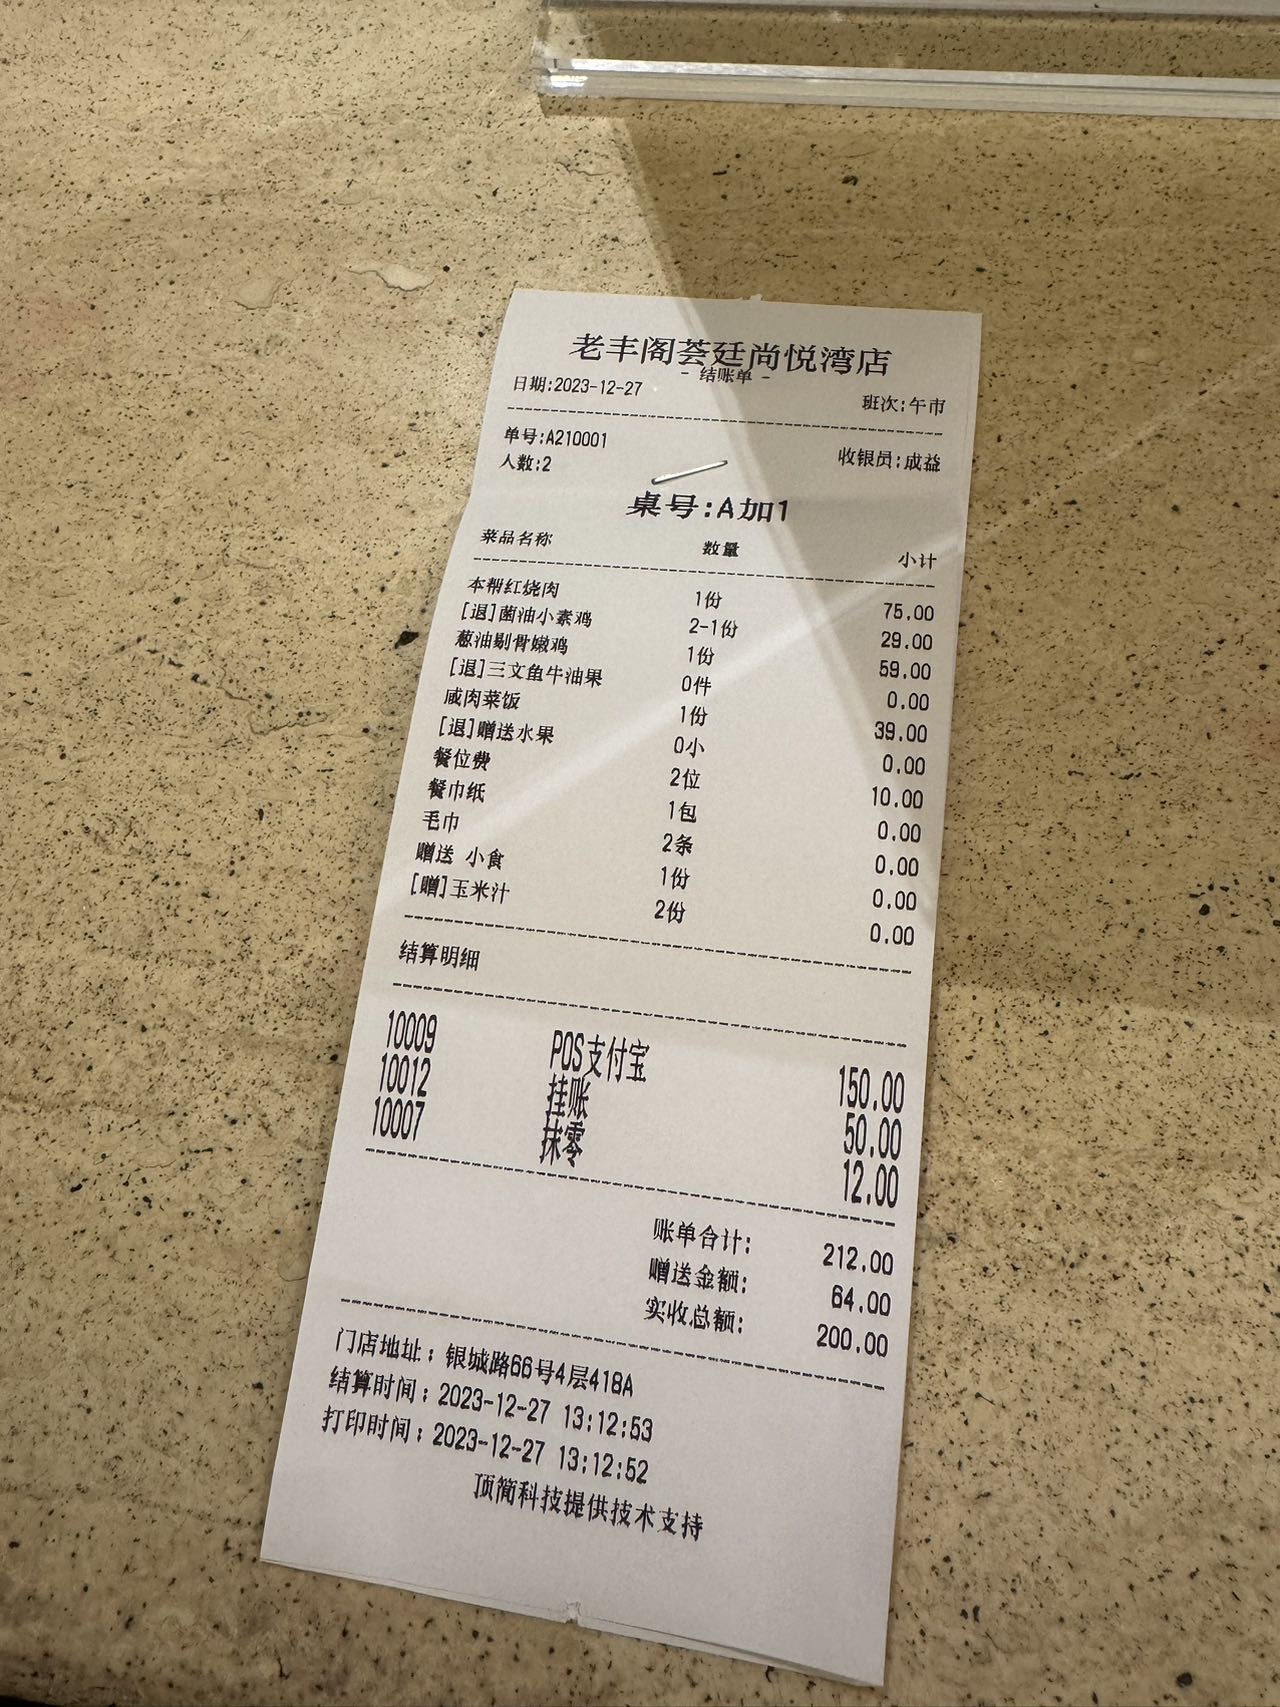 老丰阁荟廷尚悦湾店
- 结账单 -
日期:2023-12-27 班次:午市
单号:A210001 收银员:成益
人数:2
桌号:A加1
菜品名称 数量 小计
本帮红烧肉 1份 75.00
[退]菌油小素鸡 2-1份 29.00
葱油剔骨嫩鸡 1份 59.00
[退]三文鱼牛油果 0件 0.00
咸肉菜饭 1份 39.00
[退]赠送水果 0小 0.00
餐位费 2位 10.00
餐巾纸 1包 0.00
毛巾 2条 0.00
赠送 小食 1份 0.00
[赠]玉米汁 2份 0.00
结算明细
10009 POS支付宝 150.00
10012 挂账 50.00
10007 抹零 12.00
账单合计: 212.00
赠送金额: 64.00
实收总额: 200.00
门店地址：银城路66号4层418A
结算时间：2023-12-27 13:12:53
打印时间：2023-12-27 13:12:52
顶简科技提供技术支持